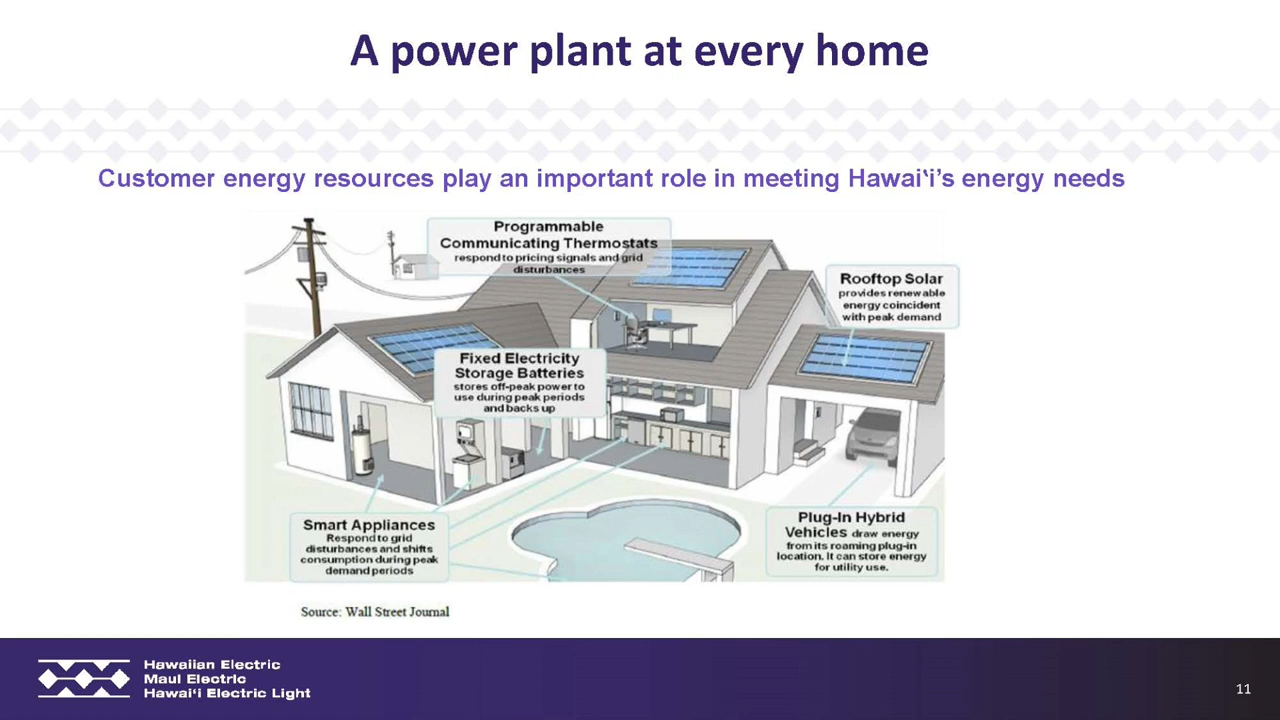 A power plant at every home
Customer energy resources play an important role in meeting Hawai‛i’s energy needs
Programmable
Communicating Thermostats
respond to pricing signals and grid
disturbances
Rooftop Solar
provides renewable
energy coincident
with peak demand
Fixed Electricity
Storage Batteries
stores off-peak power to
use during peak periods
and backs up
Smart Appliances
Respond to grid
disturbances and shifts
consumption during peak
demand periods
Plug-In Hybrid
Vehicles draw energy
from its roaming plug-in
location. It can store energy
for utility use.
Source: Wall Street Journal
Hawaiian Electric
Maui Electric
Hawai‘i Electric Light
11